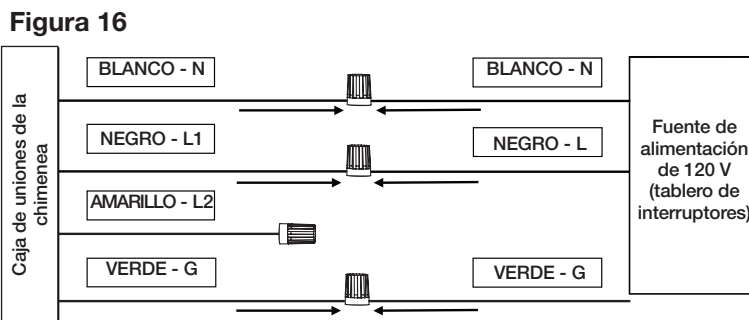 Figura 16
BLANCO - N
BLANCO - N
NEGRO - L1
NEGRO - L
AMARILLO - L2
VERDE - G
VERDE - G
Caja de uniones de la
chimenea
Fuente de
alimentación
de 120 V
(tablero de
interruptores)